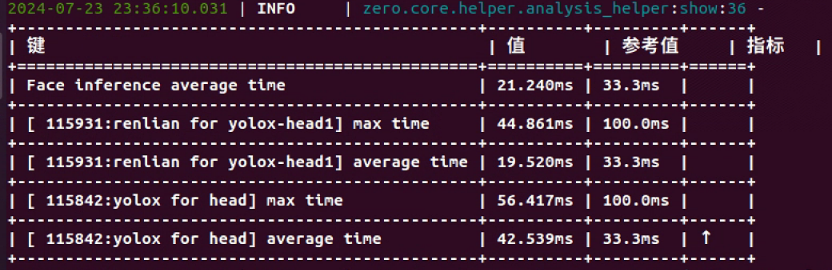 2024-07-23 23:36:10.031 | INFO     | zero.core.helper.analysis_helper:show:36 -
+-----------------------------------------------+----------+---------+------+
| 键 | 值 | 参考值 | 指标 |
+===============================================+==========+=========+======+
| Face inference average time | 21.240ms | 33.3ms | |
+-----------------------------------------------+----------+---------+------+
| [ 115931:renlian for yolox-head1] max time | 44.861ms | 100.0ms | |
+-----------------------------------------------+----------+---------+------+
| [ 115931:renlian for yolox-head1] average time | 19.520ms | 33.3ms | |
+-----------------------------------------------+----------+---------+------+
| [ 115842:yolox for head] max time | 56.417ms | 100.0ms | |
+-----------------------------------------------+----------+---------+------+
| [ 115842:yolox for head] average time | 42.539ms | 33.3ms | ↑ |
+-----------------------------------------------+----------+---------+------+